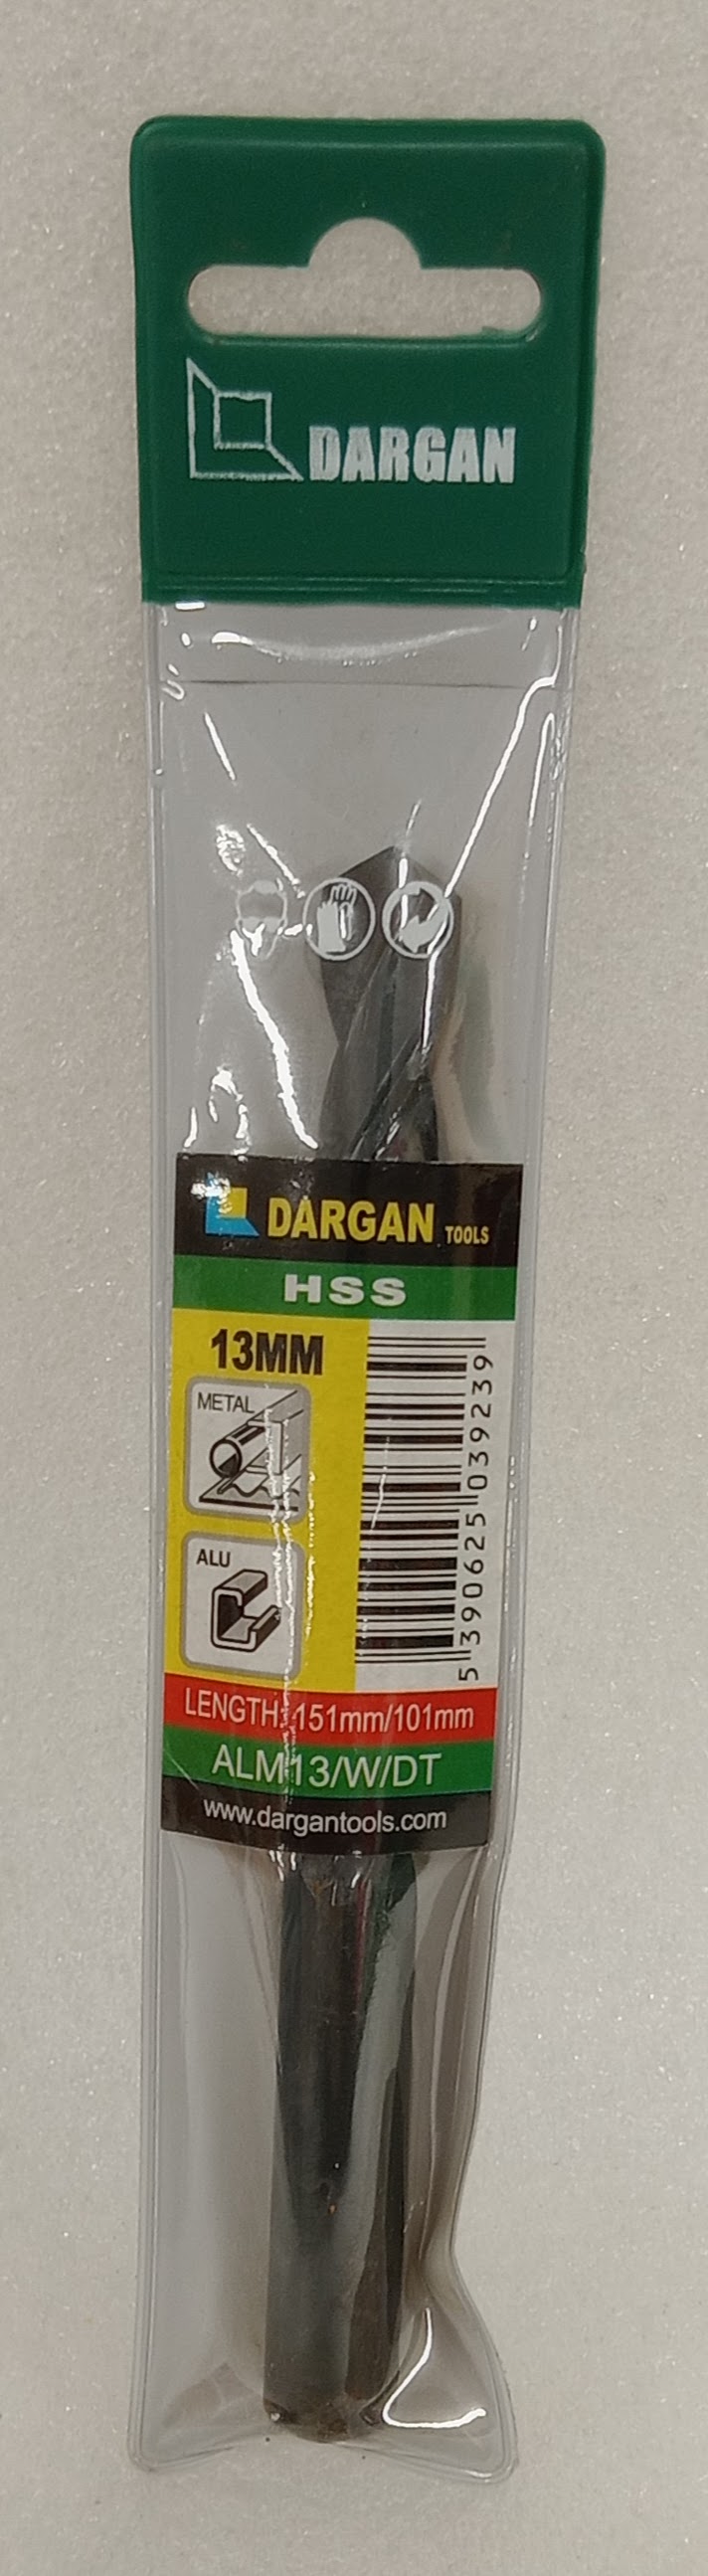 DARGAN
DARGAN TOOLS
HSS
13MM
METAL
ALU
5 390625 039239
LENGTH: 151mm/101mm
ALM13/W/DT
www.dargantools.com